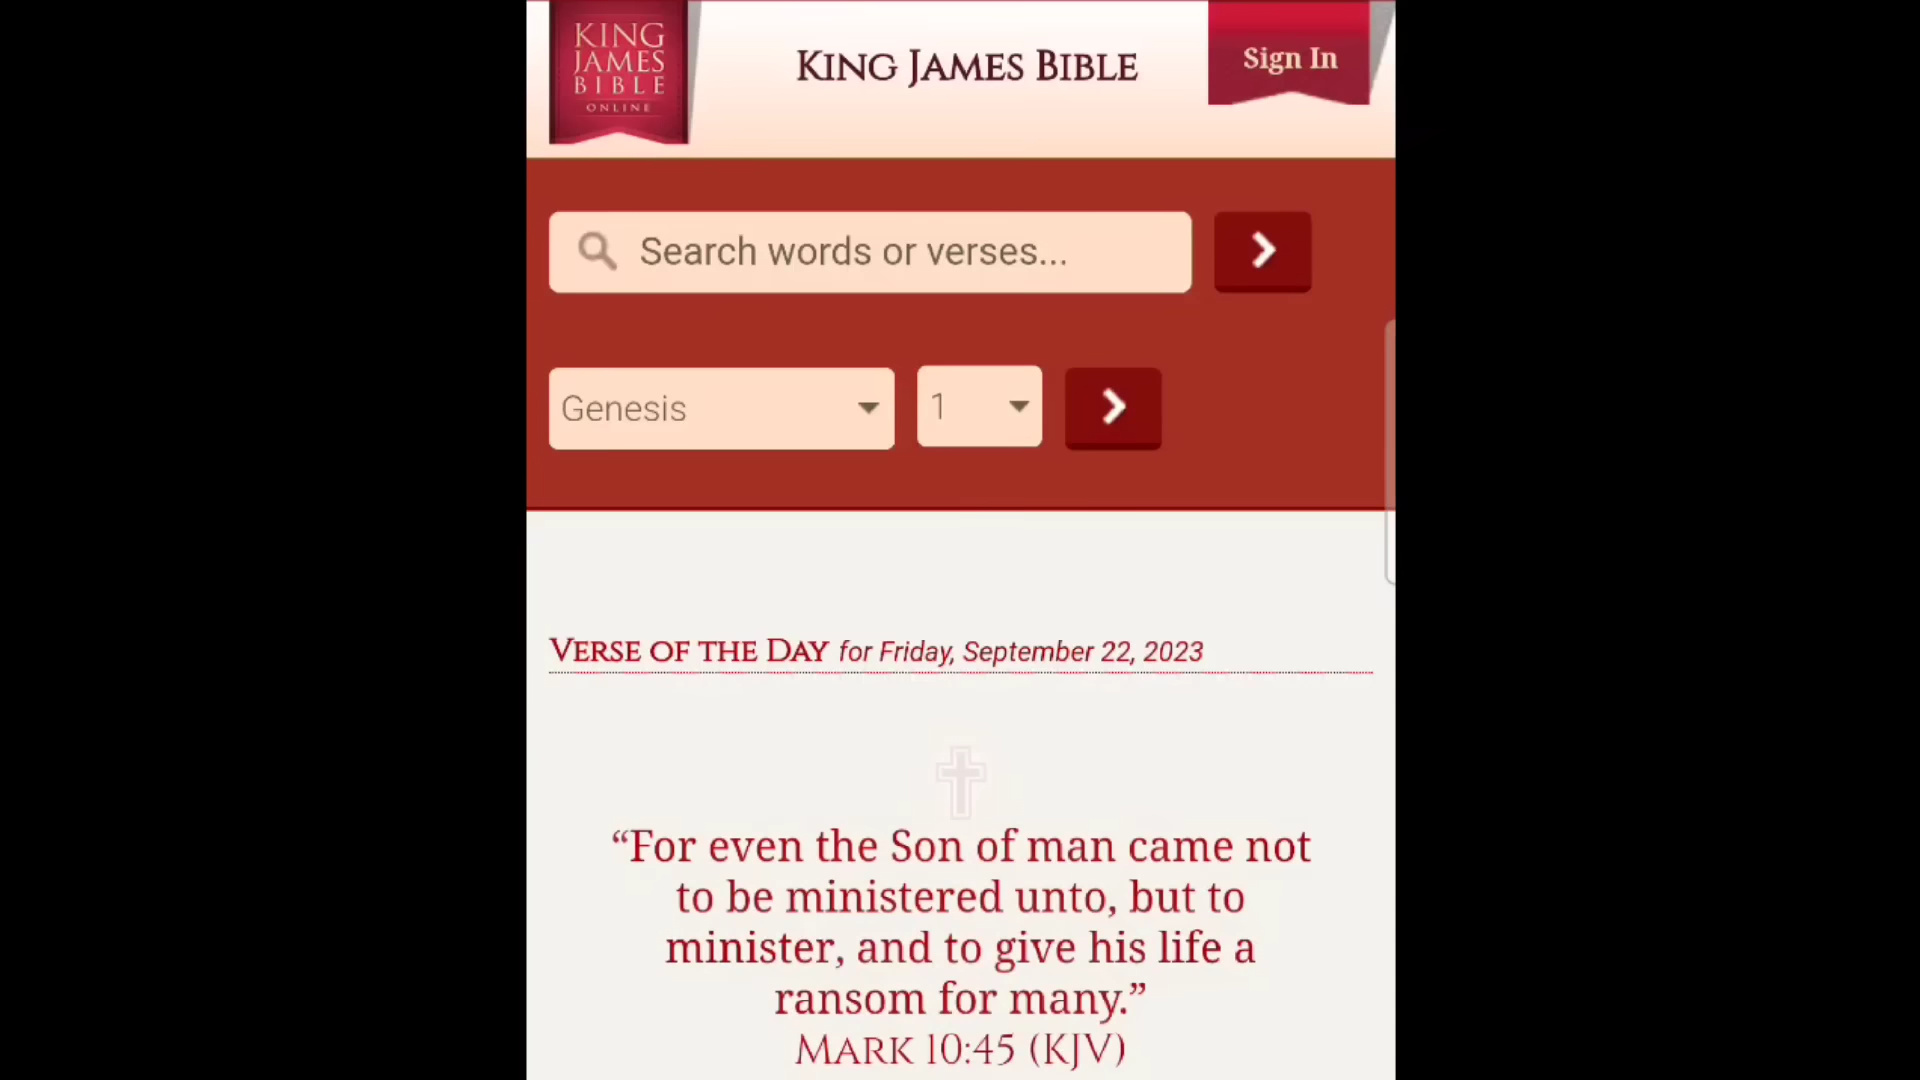 KING
JAMES
BIBLE
ONLINE
King James Bible
Sign In
Search words or verses...
Genesis
1
Verse of the Day for Friday, September 22, 2023
“For even the Son of man came not
to be ministered unto, but to
minister, and to give his life a
ransom for many.”
Mark 10:45 (KJV)